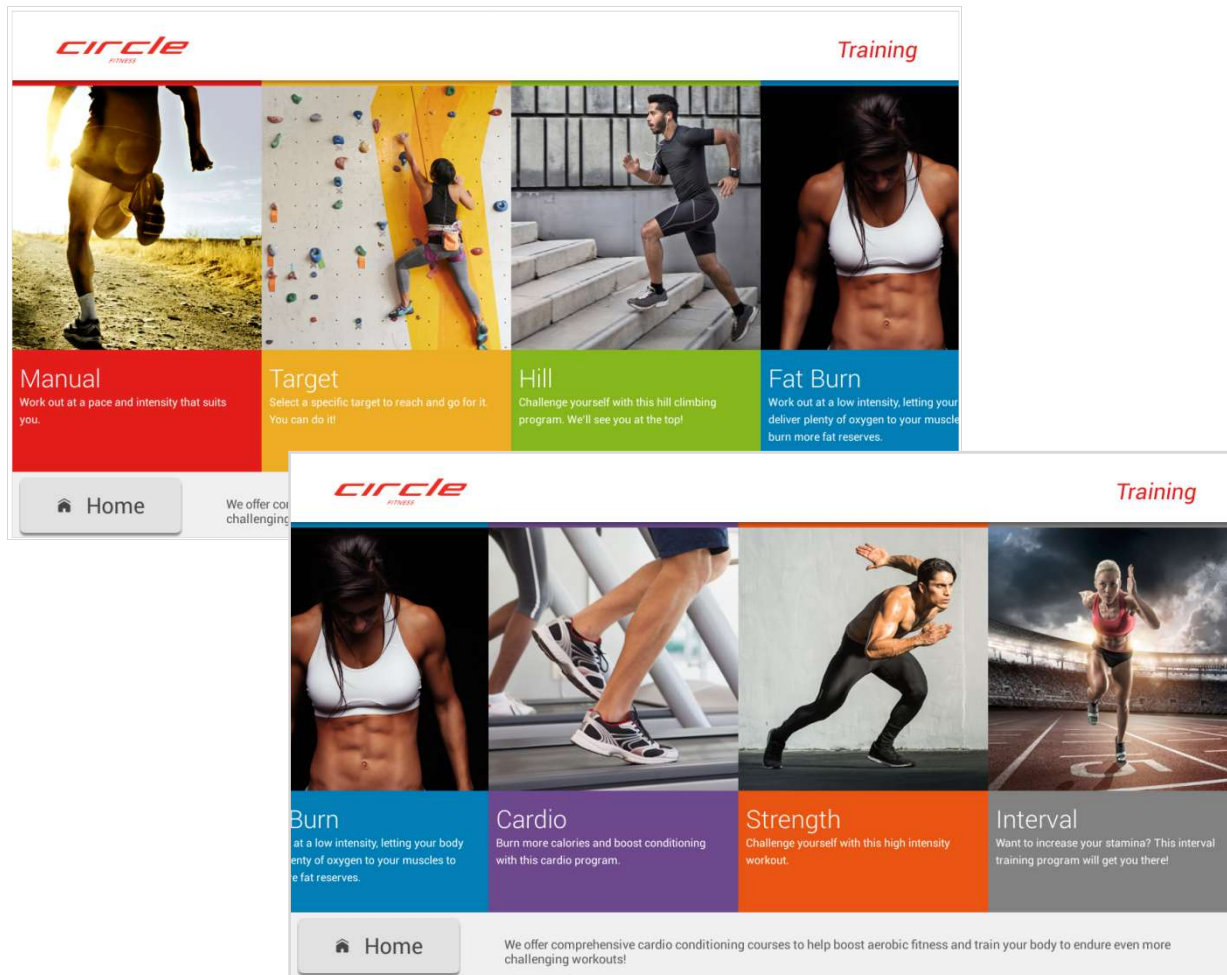 circle
FITNESS
Training
Manual
Work out at a pace and intensity that suits
you.
Target
Select a specific target to reach and go for it.
You can do it!
Hill
Challenge yourself with this hill climbing
program. We'll see you at the top!
Fat Burn
Work out at a low intensity, letting your
deliver plenty of oxygen to your muscle
burn more fat reserves.
Home
We offer
challenging
circle
FITNESS
Training
Burn
at a low intensity, letting your body
plenty of oxygen to your muscles to
fat reserves.
Cardio
Burn more calories and boost conditioning
with this cardio program.
Strength
Challenge yourself with this high intensity
workout.
Interval
Want to increase your stamina? This interval
training program will get you there!
5
Home
We offer comprehensive cardio conditioning courses to help boost aerobic fitness and train your body to endure even more
challenging workouts!